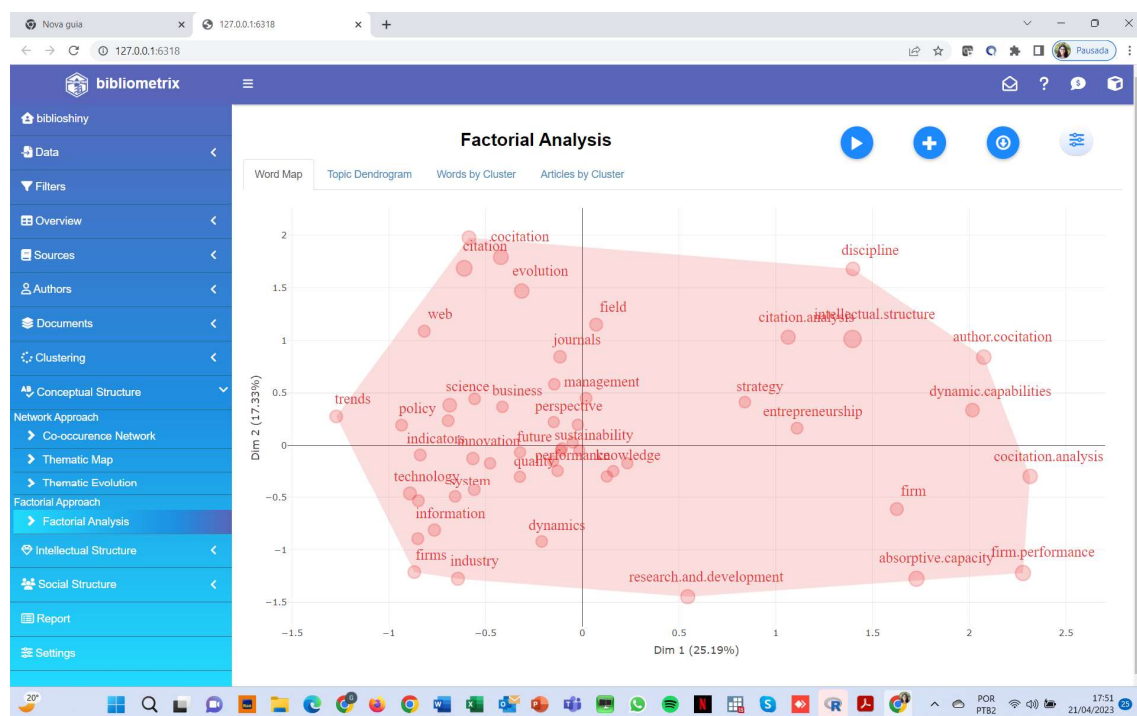 Nova guia
127.0.0.1:6318
127.0.0.1:6318
Pausada
bibliometrix
biblioshiny
Data
Filters
Overview
Sources
Authors
Documents
Clustering
Conceptual Structure
Network Approach
Co-occurence Network
Thematic Map
Thematic Evolution
Factorial Approach
Factorial Analysis
Intellectual Structure
Social Structure
Report
Settings
Factorial Analysis
Word Map Topic Dendrogram Words by Cluster Articles by Cluster
cocitation
citation
discipline
evolution
field
web
citation.analysis
intellectual.structure
journals
author.cocitation
management
science
business
strategy
dynamic.capabilities
trends
policy
perspective
entrepreneurship
indicators
innovation
future
sustainability
performance
knowledge
quality
cocitation.analysis
technology
system
firm
information
dynamics
firms
industry
absorptive.capacity
firm.performance
research.and.development
2
1.5
1
0.5
0
−0.5
−1
−1.5
Dim 2 (17.33%)
−1.5 −1 −0.5 0 0.5 1 1.5 2 2.5
Dim 1 (25.19%)
20°
POR
PTB2
17:51
21/04/2023
25